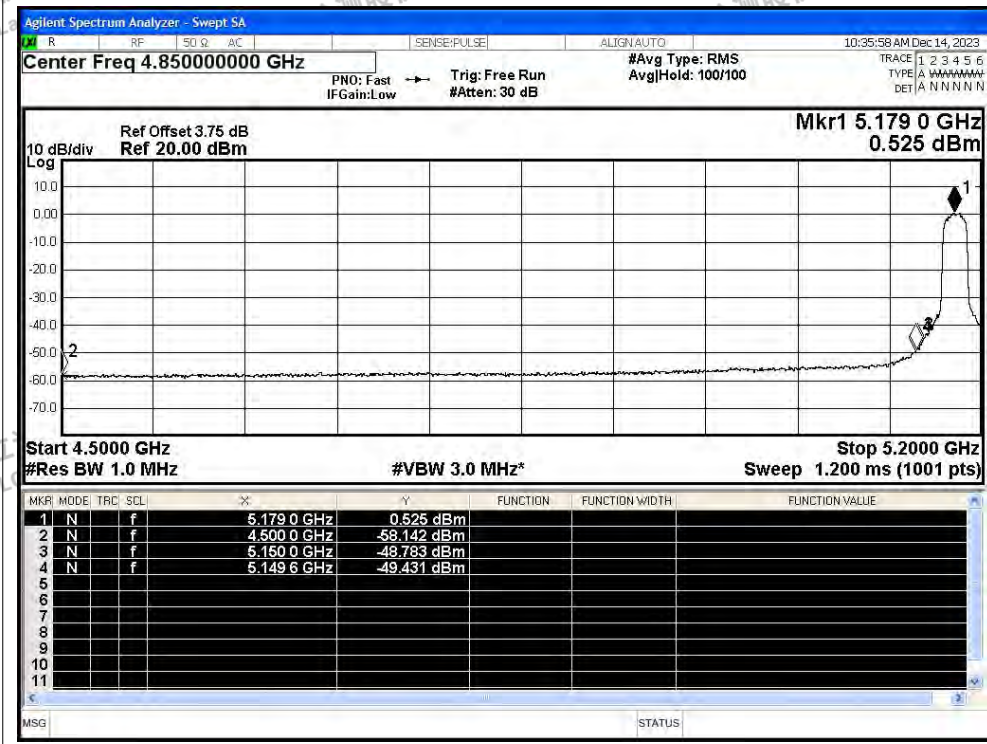 Agilent Spectrum Analyzer - Swept SA
R RF 50 Ω AC SENSE:PULSE ALIGN AUTO 10:35:58 AM Dec 14, 2023
Center Freq 4.850000000 GHz #Avg Type: RMS TRACE 1 2 3 4 5 6
PNO: Fast Trig: Free Run Avg|Hold: 100/100 TYPE A WWWWW
IFGain:Low #Atten: 30 dB DET A N N N N N
Mkr1 5.179 0 GHz
Ref Offset 3.75 dB
10 dB/div Ref 20.00 dBm 0.525 dBm
Log
10.0
0.00
-10.0
-20.0
-30.0
-40.0
-50.0
-60.0
-70.0
1
2
Start 4.5000 GHz Stop 5.2000 GHz
#Res BW 1.0 MHz #VBW 3.0 MHz* Sweep 1.200 ms (1001 pts)
MKR MODE TRC SCL X Y FUNCTION FUNCTION WIDTH FUNCTION VALUE
1 N f 5.179 0 GHz 0.525 dBm
2 N f 4.500 0 GHz -58.142 dBm
3 N f 5.150 0 GHz -48.783 dBm
4 N f 5.149 6 GHz -49.431 dBm
5
6
7
8
9
10
11
MSG STATUS